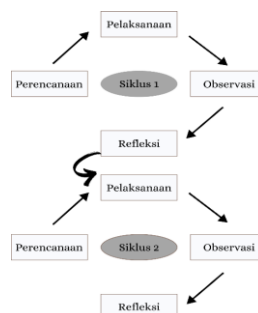 Pelaksanaan
Perencanaan
Siklus 1
Observasi
Refleksi
Pelaksanaan
Perencanaan
Siklus 2
Observasi
Refleksi